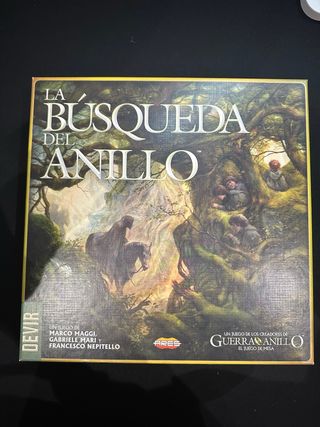 LA
BÚSQUEDA
DEL
ANILLO
UN JUEGO DE
MARCO MAGGI,
GABRIELE MARI Y
FRANCESCO NEPITELLO
DEVIR
ARES
UN JUEGO DE LOS CREADORES DE
GUERRA DEL ANILLO
EL JUEGO DE MESA